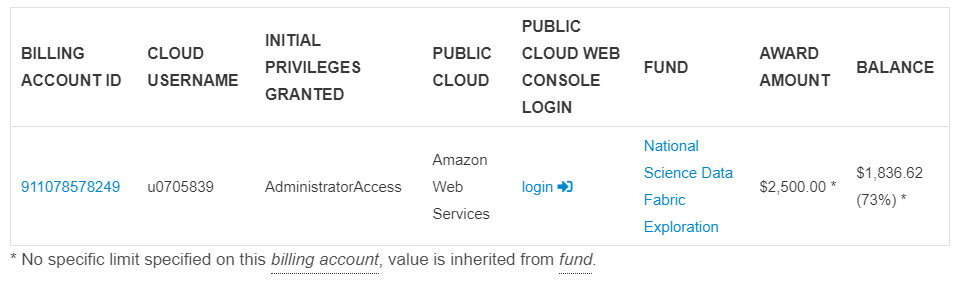 BILLING ACCOUNT ID
CLOUD USERNAME
INITIAL PRIVILEGES GRANTED
PUBLIC CLOUD
PUBLIC CLOUD WEB CONSOLE LOGIN
FUND
AWARD AMOUNT
BALANCE
911078578249
u0705839
AdministratorAccess
Amazon Web Services
login
National Science Data Fabric Exploration
$2,500.00 *
$1,836.62 (73%) *
* No specific limit specified on this billing account, value is inherited from fund.